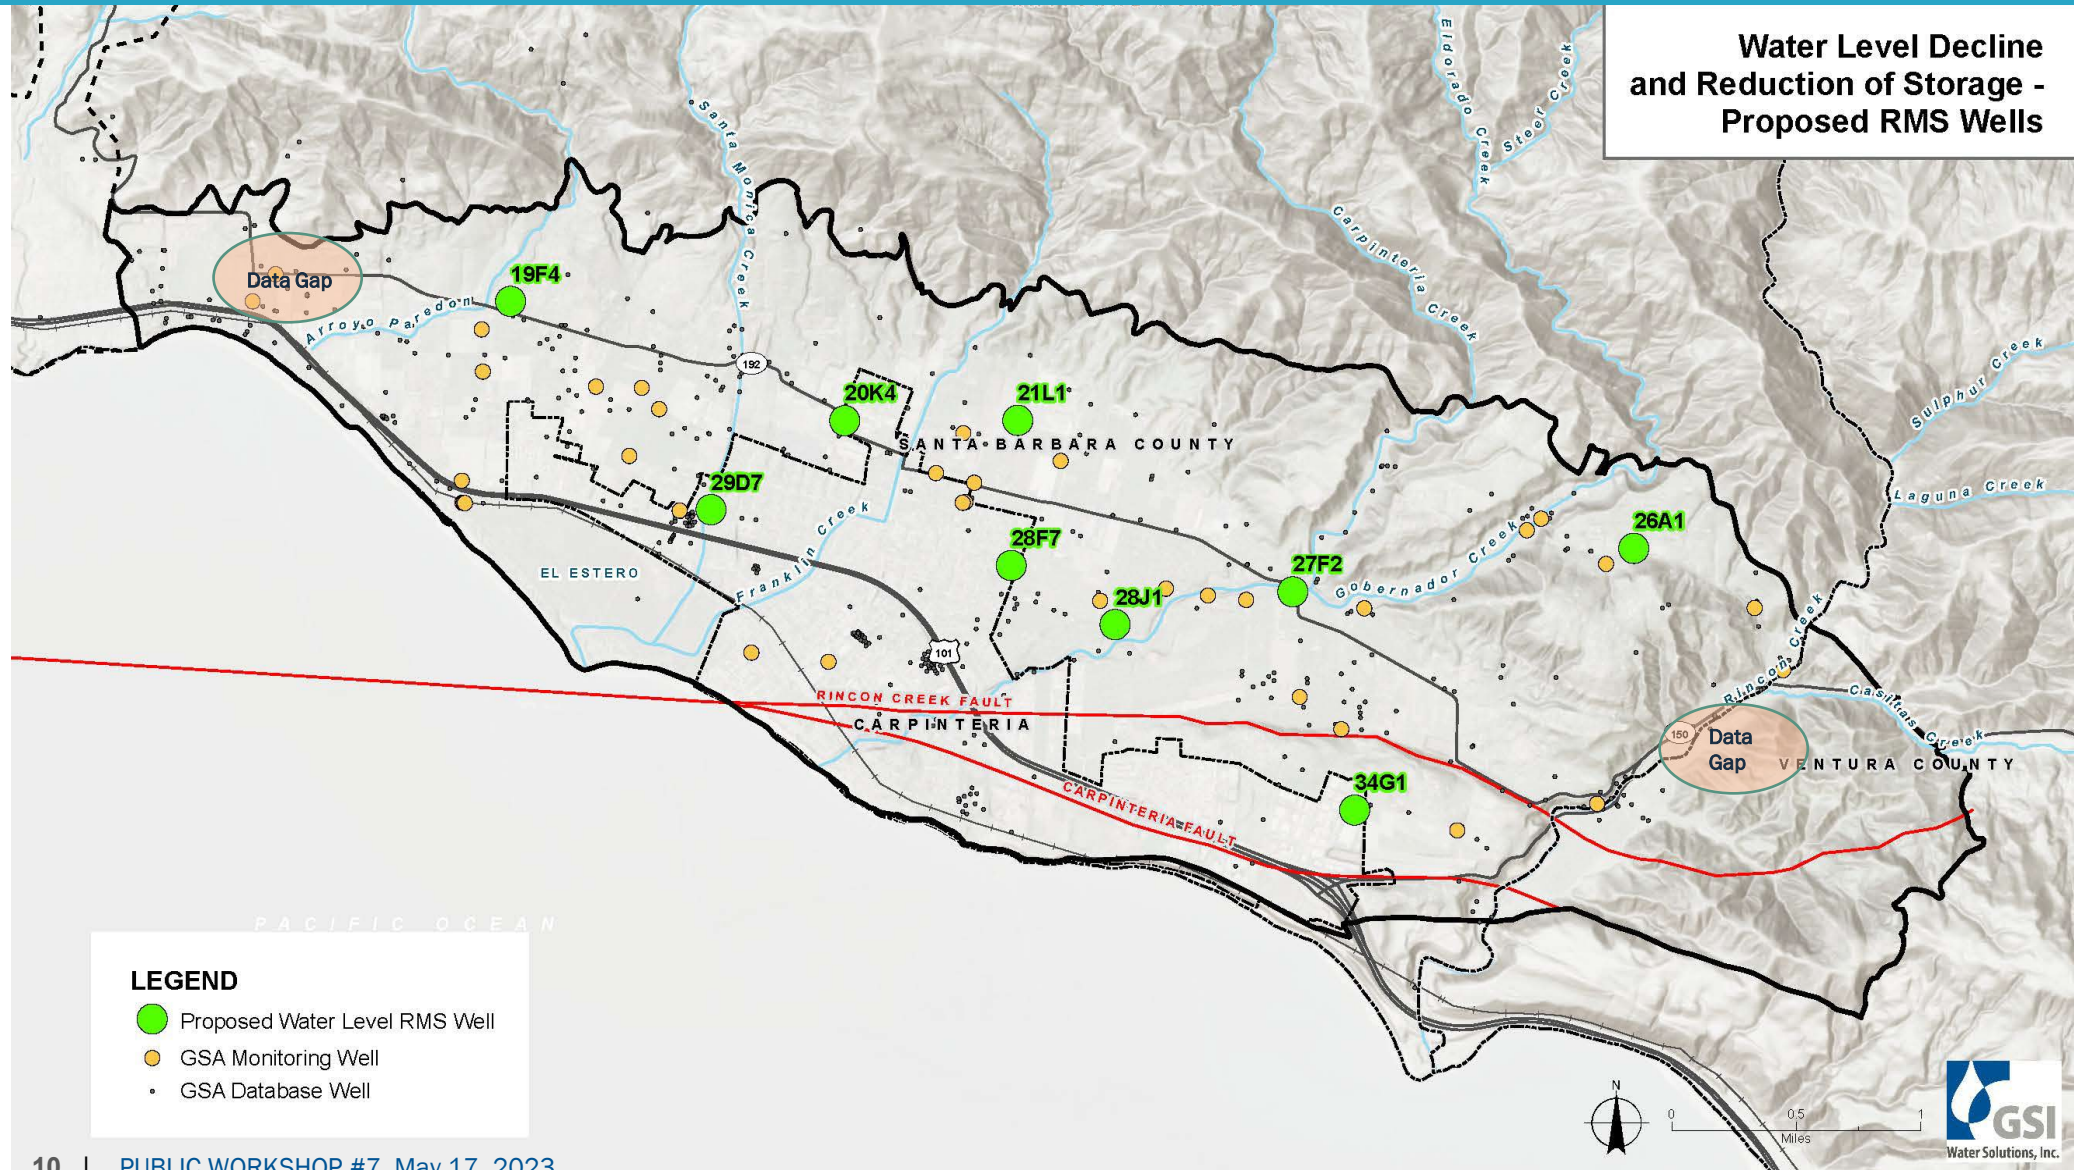 Water Level Decline
and Reduction of Storage -
Proposed RMS Wells
Eldorado Creek
Steer Creek
Santa Monica Creek
Carpinteria Creek
Sulphur Creek
Laguna Creek
Data Gap
Arroyo Paredon
19F4
192
20K4
21L1
SANTA BARBARA COUNTY
29D7
28F7
26A1
27F2
Gobernador Creek
28J1
EL ESTERO
Franklin Creek
101
Rincon Creek
Casitas Creek
RINCON CREEK FAULT
CARPINTERIA
150
Data
Gap
VENTURA COUNTY
34G1
CARPINTERIA FAULT
PACIFIC OCEAN
LEGEND
Proposed Water Level RMS Well
GSA Monitoring Well
GSA Database Well
N
0 0.5 1
Miles
GSI
Water Solutions, Inc.
10 | PUBLIC WORKSHOP #7, May 17, 2023